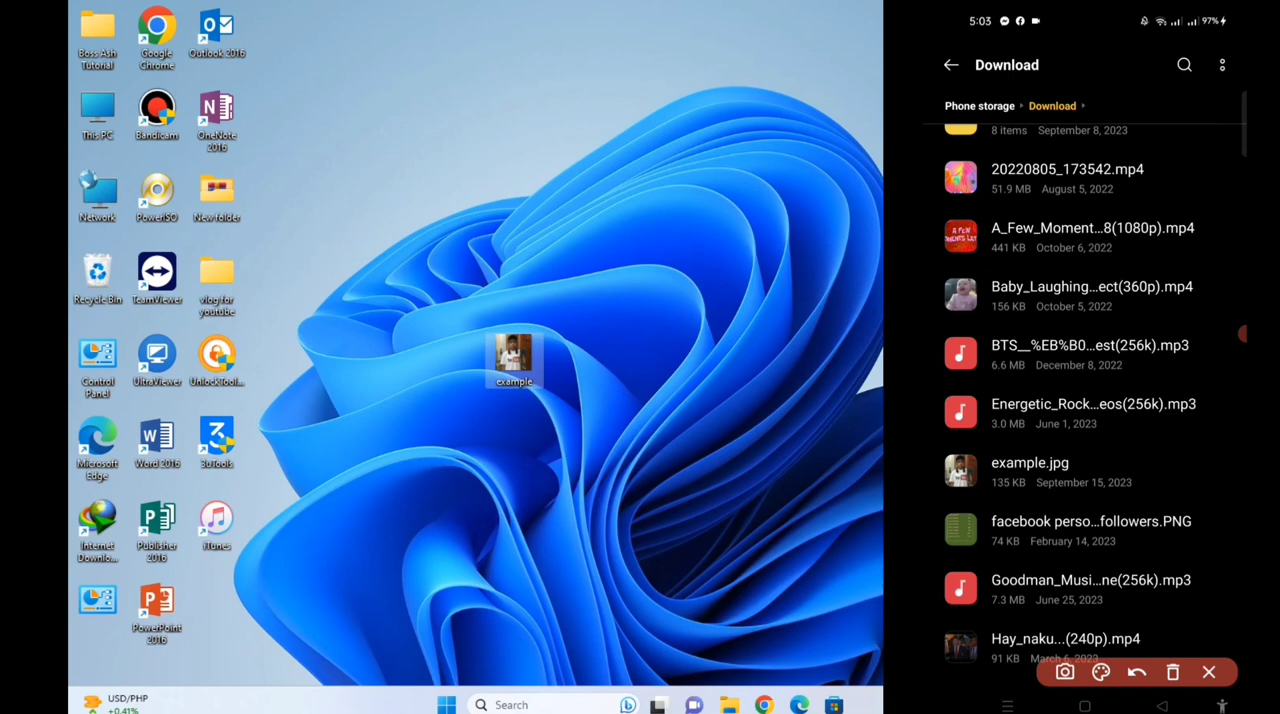 Boss Ash
Tutorial
Google
Chrome
Outlook 2016
This PC
Bandicam
OneNote
2016
Network
PowerISO
New folder
Recycle Bin
TeamViewer
vlog for
youtube
Control
Panel
UltraViewer
UnlockTool...
Microsoft
Edge
Word 2016
3uTools
Internet
Downlo...
Publisher
2016
iTunes
PowerPoint
2016
example
USD/PHP
+0.41%
Search
5:03
97%
Download
Phone storage
Download
8 items September 8, 2023
20220805_173542.mp4
51.9 MB August 5, 2022
A_Few_Moment...8(1080p).mp4
441 KB October 6, 2022
Baby_Laughing...ect(360p).mp4
156 KB October 5, 2022
BTS__%EB%B0...est(256k).mp3
6.6 MB December 8, 2022
Energetic_Rock...eos(256k).mp3
3.0 MB June 1, 2023
example.jpg
135 KB September 15, 2023
facebook perso...followers.PNG
74 KB February 14, 2023
Goodman_Musi...ne(256k).mp3
7.3 MB June 25, 2023
Hay_naku...(240p).mp4
91 KB March 6, 2023